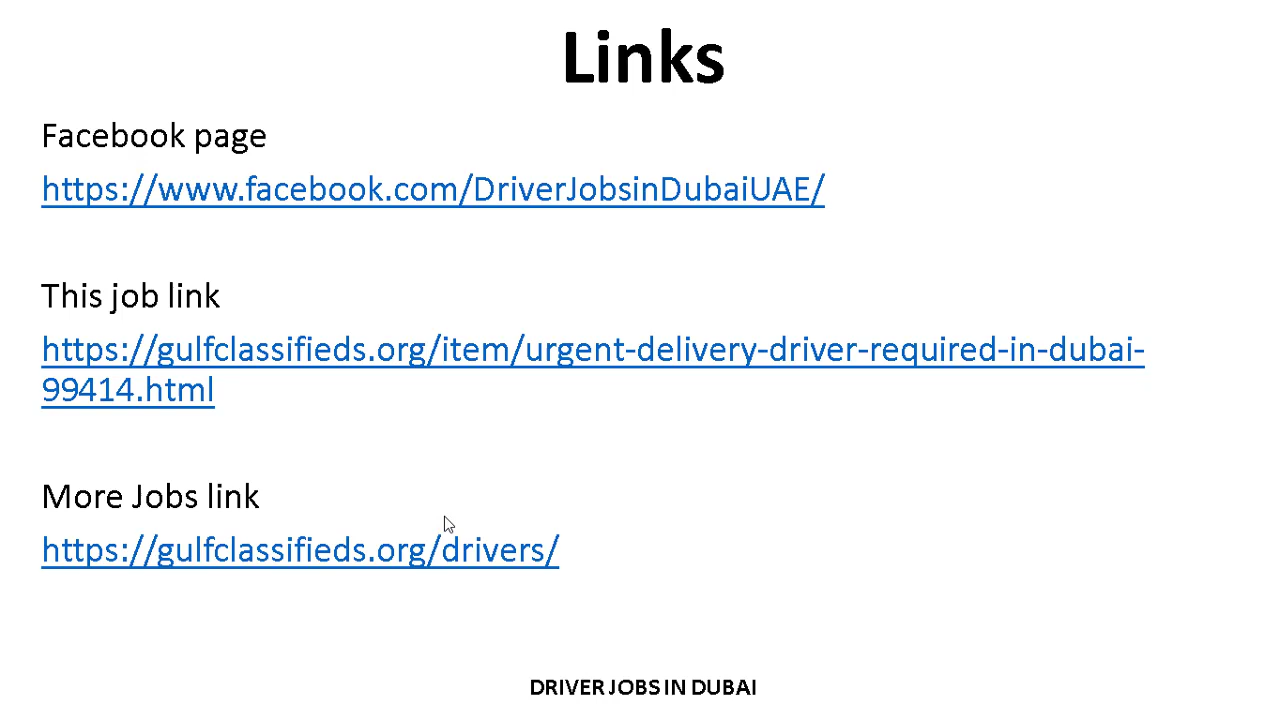 Links
Facebook page
https://www.facebook.com/DriverJobsinDubaiUAE/
This job link
https://gulfclassifieds.org/item/urgent-delivery-driver-required-in-dubai-
99414.html
More Jobs link
https://gulfclassifieds.org/drivers/
DRIVER JOBS IN DUBAI